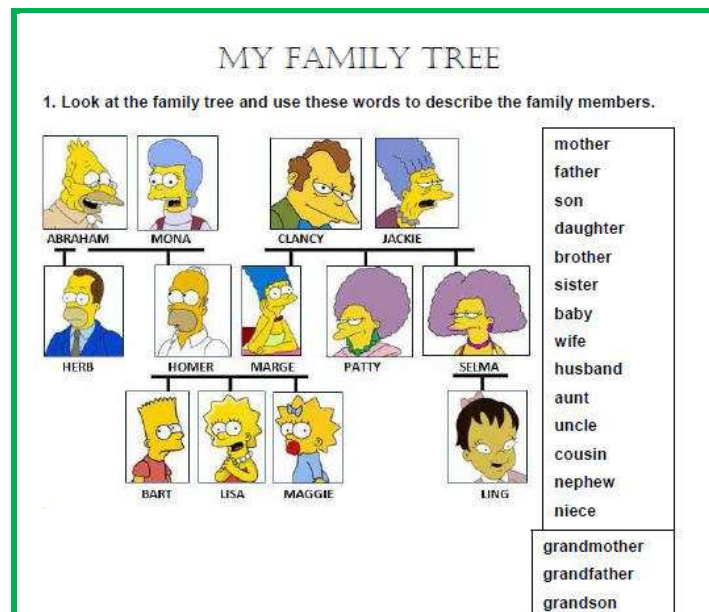 MY FAMILY TREE
1. Look at the family tree and use these words to describe the family members.
ABRAHAM MONA CLANCY JACKIE
HERB HOMER MARGE PATTY SELMA
BART LISA MAGGIE LING
mother
father
son
daughter
brother
sister
baby
wife
husband
aunt
uncle
cousin
nephew
niece
grandmother
grandfather
grandson